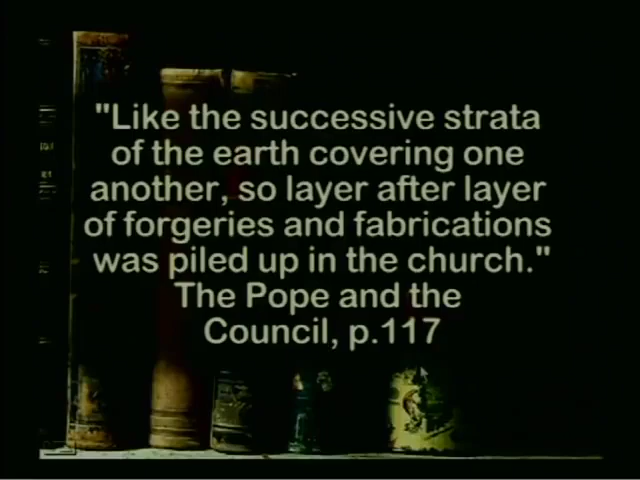 "Like the successive strata
of the earth covering one
another, so layer after layer
of forgeries and fabrications
was piled up in the church."
The Pope and the
Council, p.117